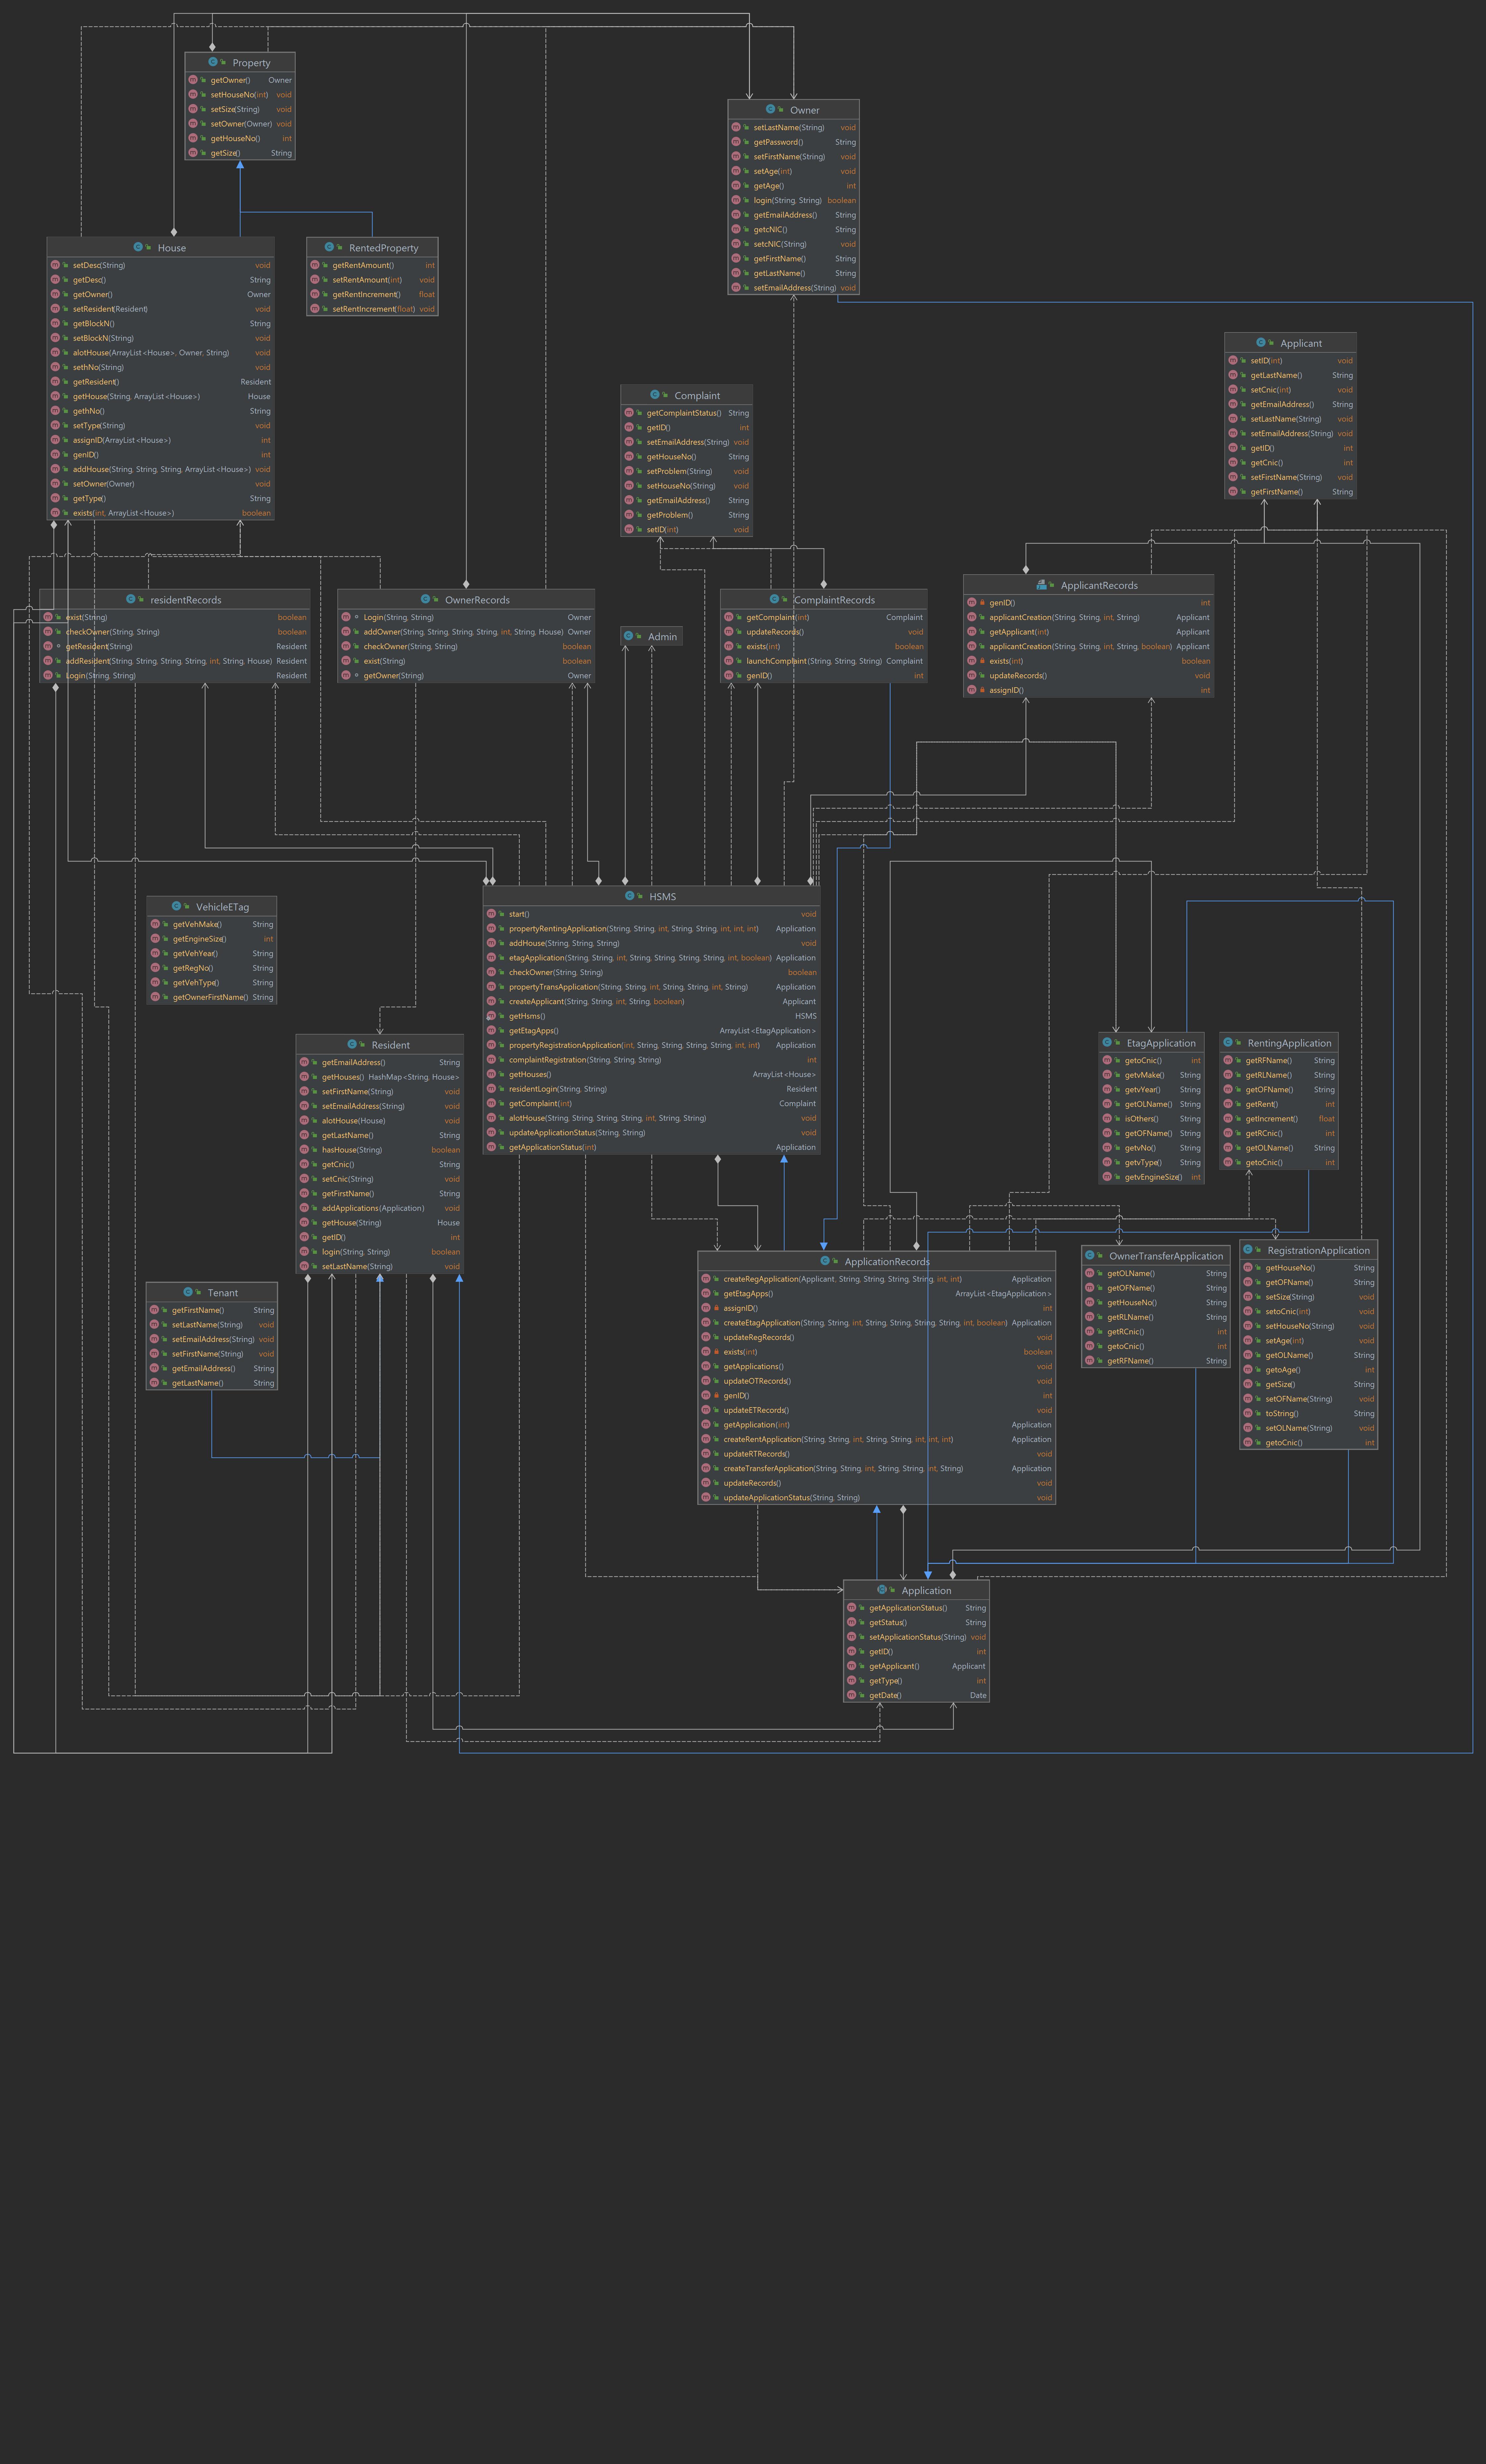 Property
getOwner() Owner
setHouseNo(int) void
setSize(String) void
setOwner(Owner) void
getHouseNo() int
getSize() String
Owner
setLastName(String) void
getPassword() String
setFirstName(String) void
setAge(int) void
getAge() int
login(String, String) boolean
getEmailAddress() String
getcNIC() String
setcNIC(String) void
getFirstName() String
getLastName() String
setEmailAddress(String) void
House
setDesc(String) void
getDesc() String
getOwner() Owner
setResident(Resident) void
getBlockN() String
setBlockN(String) void
alotHouse(ArrayList<House>, Owner, String) void
sethNo(String) void
getResident() Resident
getHouse(String, ArrayList<House>) House
gethNo() String
setType(String) void
assignID(ArrayList<House>) int
genID() int
addHouse(String, String, String, ArrayList<House>) void
setOwner(Owner) void
getType() String
exists(int, ArrayList<House>) boolean
RentedProperty
getRentAmount() int
setRentAmount(int) void
getRentIncrement() float
setRentIncrement(float) void
Applicant
setID(int) void
getLastName() String
setCnic(int) void
getEmailAddress() String
setLastName(String) void
setEmailAddress(String) void
getID() int
getCnic() int
setFirstName(String) void
getFirstName() String
Complaint
getComplaintStatus() String
getID() int
setEmailAddress(String) void
getHouseNo() String
setProblem(String) void
setHouseNo(String) void
getEmailAddress() String
getProblem() String
setID(int) void
residentRecords
exist(String) boolean
checkOwner(String, String) boolean
getResident(String) Resident
addResident(String, String, String, String, int, String, House) Resident
Login(String, String) Resident
OwnerRecords
Login(String, String) Owner
addOwner(String, String, String, String, int, String, House) Owner
checkOwner(String, String) boolean
exist(String) boolean
getOwner(String) Owner
Admin
ComplaintRecords
getComplaint(int) Complaint
updateRecords() void
exists(int) boolean
launchComplaint(String, String, String) Complaint
genID() int
ApplicantRecords
genID() int
applicantCreation(String, String, int, String) Applicant
getApplicant(int) Applicant
applicantCreation(String, String, int, String, boolean) Applicant
exists(int) boolean
updateRecords() void
assignID() int
HSMS
start() void
propertyRentingApplication(String, String, int, String, String, int, int, int) Application
addHouse(String, String, String) void
etagApplication(String, String, int, String, String, String, String, int, boolean) Application
checkOwner(String, String) boolean
propertyTransApplication(String, String, int, String, String, int, String) Application
createApplicant(String, String, int, String, boolean) Applicant
getHsms() HSMS
getEtagApps() ArrayList<EtagApplication>
propertyRegistrationApplication(int, String, String, String, String, int, int) Application
complaintRegistration(String, String, String) int
getHouses() ArrayList<House>
residentLogin(String, String) Resident
getComplaint(int) Complaint
alotHouse(String, String, String, String, int, String, String) void
updateApplicationStatus(String, String) void
getApplicationStatus(int) Application
VehicleETag
getVehMake() String
getEngineSize() int
getVehYear() String
getRegNo() String
getVehType() String
getOwnerFirstName() String
Resident
getEmailAddress() String
getHouses() HashMap<String, House>
setFirstName(String) void
setEmailAddress(String) void
alotHouse(House) void
getLastName() String
hasHouse(String) boolean
getCnic() String
setCnic(String) void
getFirstName() String
addApplications(Application) void
getHouse(String) House
getID() int
login(String, String) boolean
setLastName(String) void
EtagApplication
getoCnic() int
getvMake() String
getvYear() String
getOLName() String
isOthers() String
getOFName() String
getvNo() String
getvType() String
getvEngineSize() int
RentingApplication
getRFName() String
getRLName() String
getOFName() String
getRent() int
getIncrement() float
getRCnic() int
getOLName() String
getoCnic() int
Tenant
getFirstName() String
setLastName(String) void
setEmailAddress(String) void
setFirstName(String) void
getEmailAddress() String
getLastName() String
ApplicationRecords
createRegApplication(Applicant, String, String, String, String, int, int) Application
getEtagApps() ArrayList<EtagApplication>
assignID() int
createEtagApplication(String, String, int, String, String, String, String, int, boolean) Application
updateRegRecords() void
exists(int) boolean
getApplications() void
updateOTRecords() void
genID() int
updateETRecords() void
getApplication(int) Application
createRentApplication(String, String, int, String, String, int, int, int) Application
updateRTRecords() void
createTransferApplication(String, String, int, String, String, int, String) Application
updateRecords() void
updateApplicationStatus(String, String) void
OwnerTransferApplication
getOLName() String
getOFName() String
getHouseNo() String
getRLName() String
getRCnic() int
getoCnic() int
getRFName() String
RegistrationApplication
getHouseNo() String
getOFName() String
setSize(String) void
setoCnic(int) void
setHouseNo(String) void
setAge(int) void
getOLName() String
getoAge() int
getSize() String
setOFName(String) void
toString() String
setOLName(String) void
getoCnic() int
Application
getApplicationStatus() String
getStatus() String
setApplicationStatus(String) void
getID() int
getApplicant() Applicant
getType() int
getDate() Date